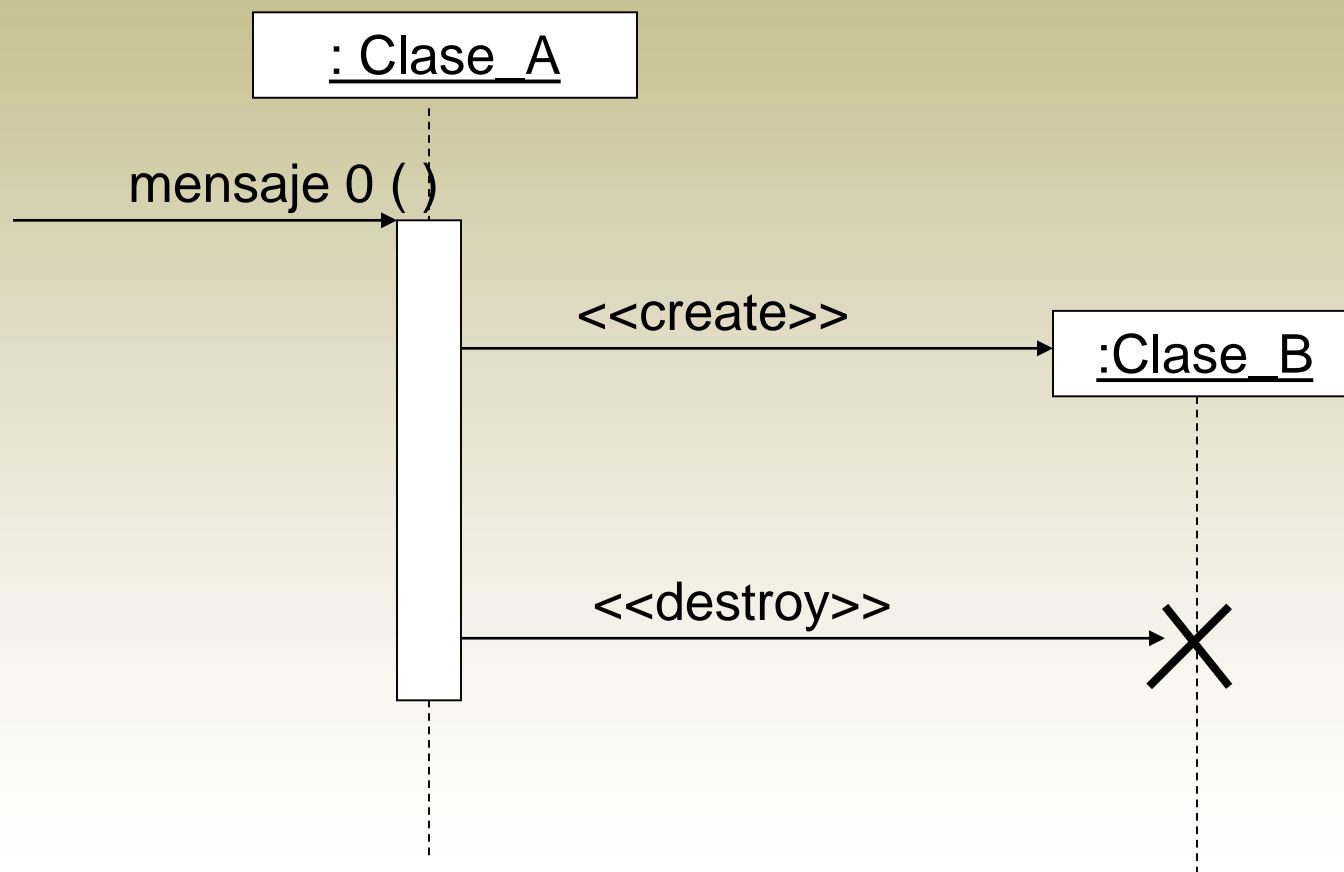 : Clase_A
mensaje 0 ( )
<<create>>
:Clase_B
<<destroy>>